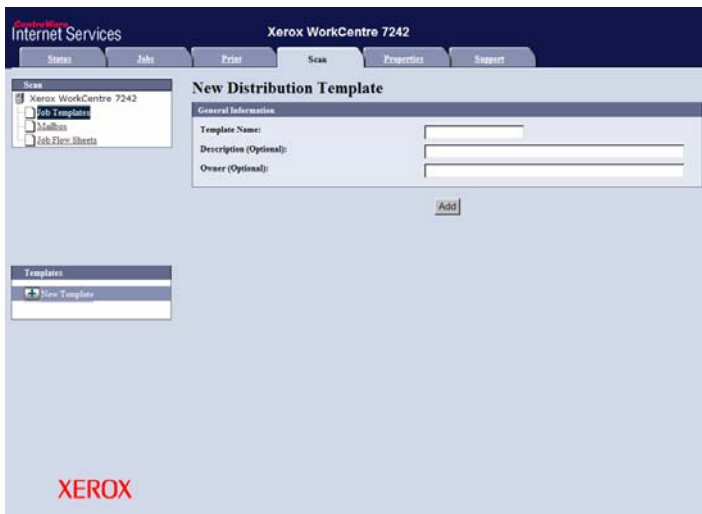 CentreWare
Internet Services
Xerox WorkCentre 7242
Status
Jobs
Print
Scan
Properties
Support
Scan
Xerox WorkCentre 7242
Job Templates
Mailbox
Job Flow Sheets
New Distribution Template
General Information
Template Name:
Description (Optional):
Owner (Optional):
Add
Templates
New Template
XEROX